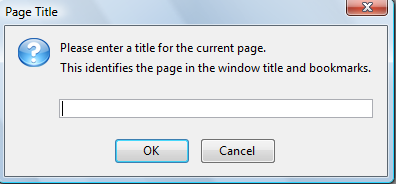 Page Title
Please enter a title for the current page.
This identifies the page in the window title and bookmarks.
OK
Cancel